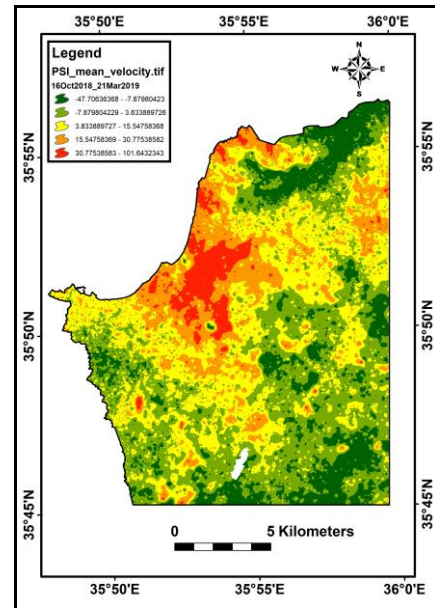 35°50'E 35°55'E 36°0'E
Legend
PSI_mean_velocity.tif
16Oct2018_21Mar2019
-47.70636368 - -7.87980423
-7.879804229 - 3.833889726
3.833889727 - 15.54758368
15.54758369 - 30.77538582
30.77538583 - 101.6432343
N
W E
S
35°55'N 35°55'N
35°50'N 35°50'N
35°45'N 35°45'N
0 5 Kilometers
35°50'E 35°55'E 36°0'E